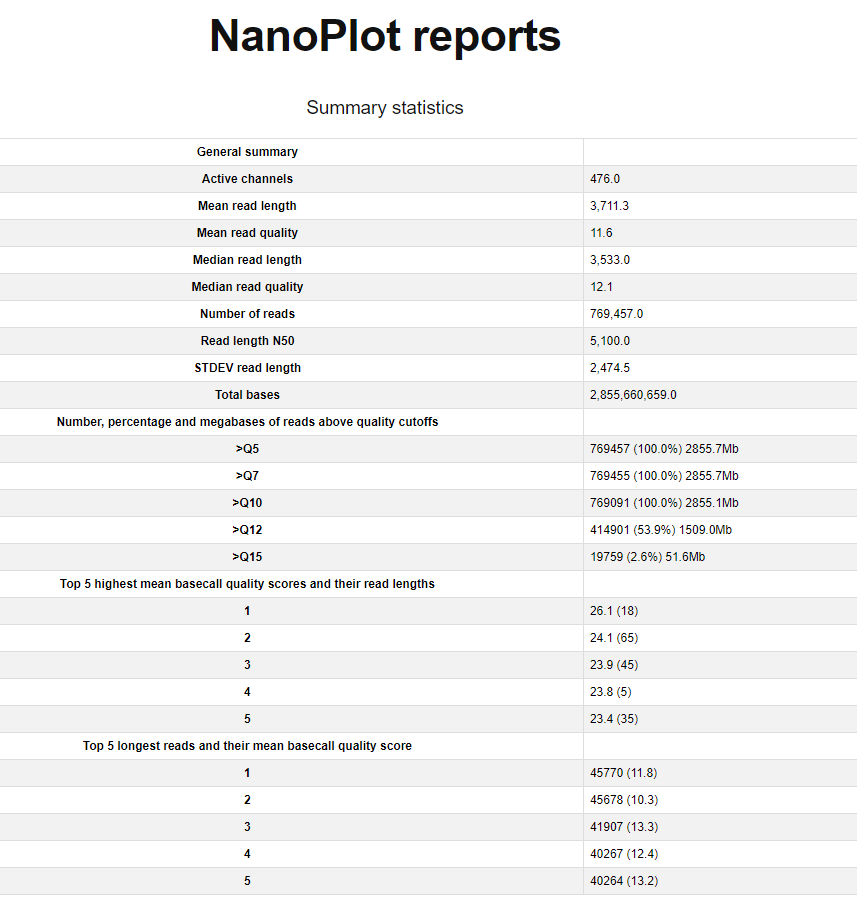 NanoPlot reports
Summary statistics
General summary
Active channels 476.0
Mean read length 3,711.3
Mean read quality 11.6
Median read length 3,533.0
Median read quality 12.1
Number of reads 769,457.0
Read length N50 5,100.0
STDEV read length 2,474.5
Total bases 2,855,660,659.0
Number, percentage and megabases of reads above quality cutoffs
>Q5 769457 (100.0%) 2855.7Mb
>Q7 769455 (100.0%) 2855.7Mb
>Q10 769091 (100.0%) 2855.1Mb
>Q12 414901 (53.9%) 1509.0Mb
>Q15 19759 (2.6%) 51.6Mb
Top 5 highest mean basecall quality scores and their read lengths
1 26.1 (18)
2 24.1 (65)
3 23.9 (45)
4 23.8 (5)
5 23.4 (35)
Top 5 longest reads and their mean basecall quality score
1 45770 (11.8)
2 45678 (10.3)
3 41907 (13.3)
4 40267 (12.4)
5 40264 (13.2)